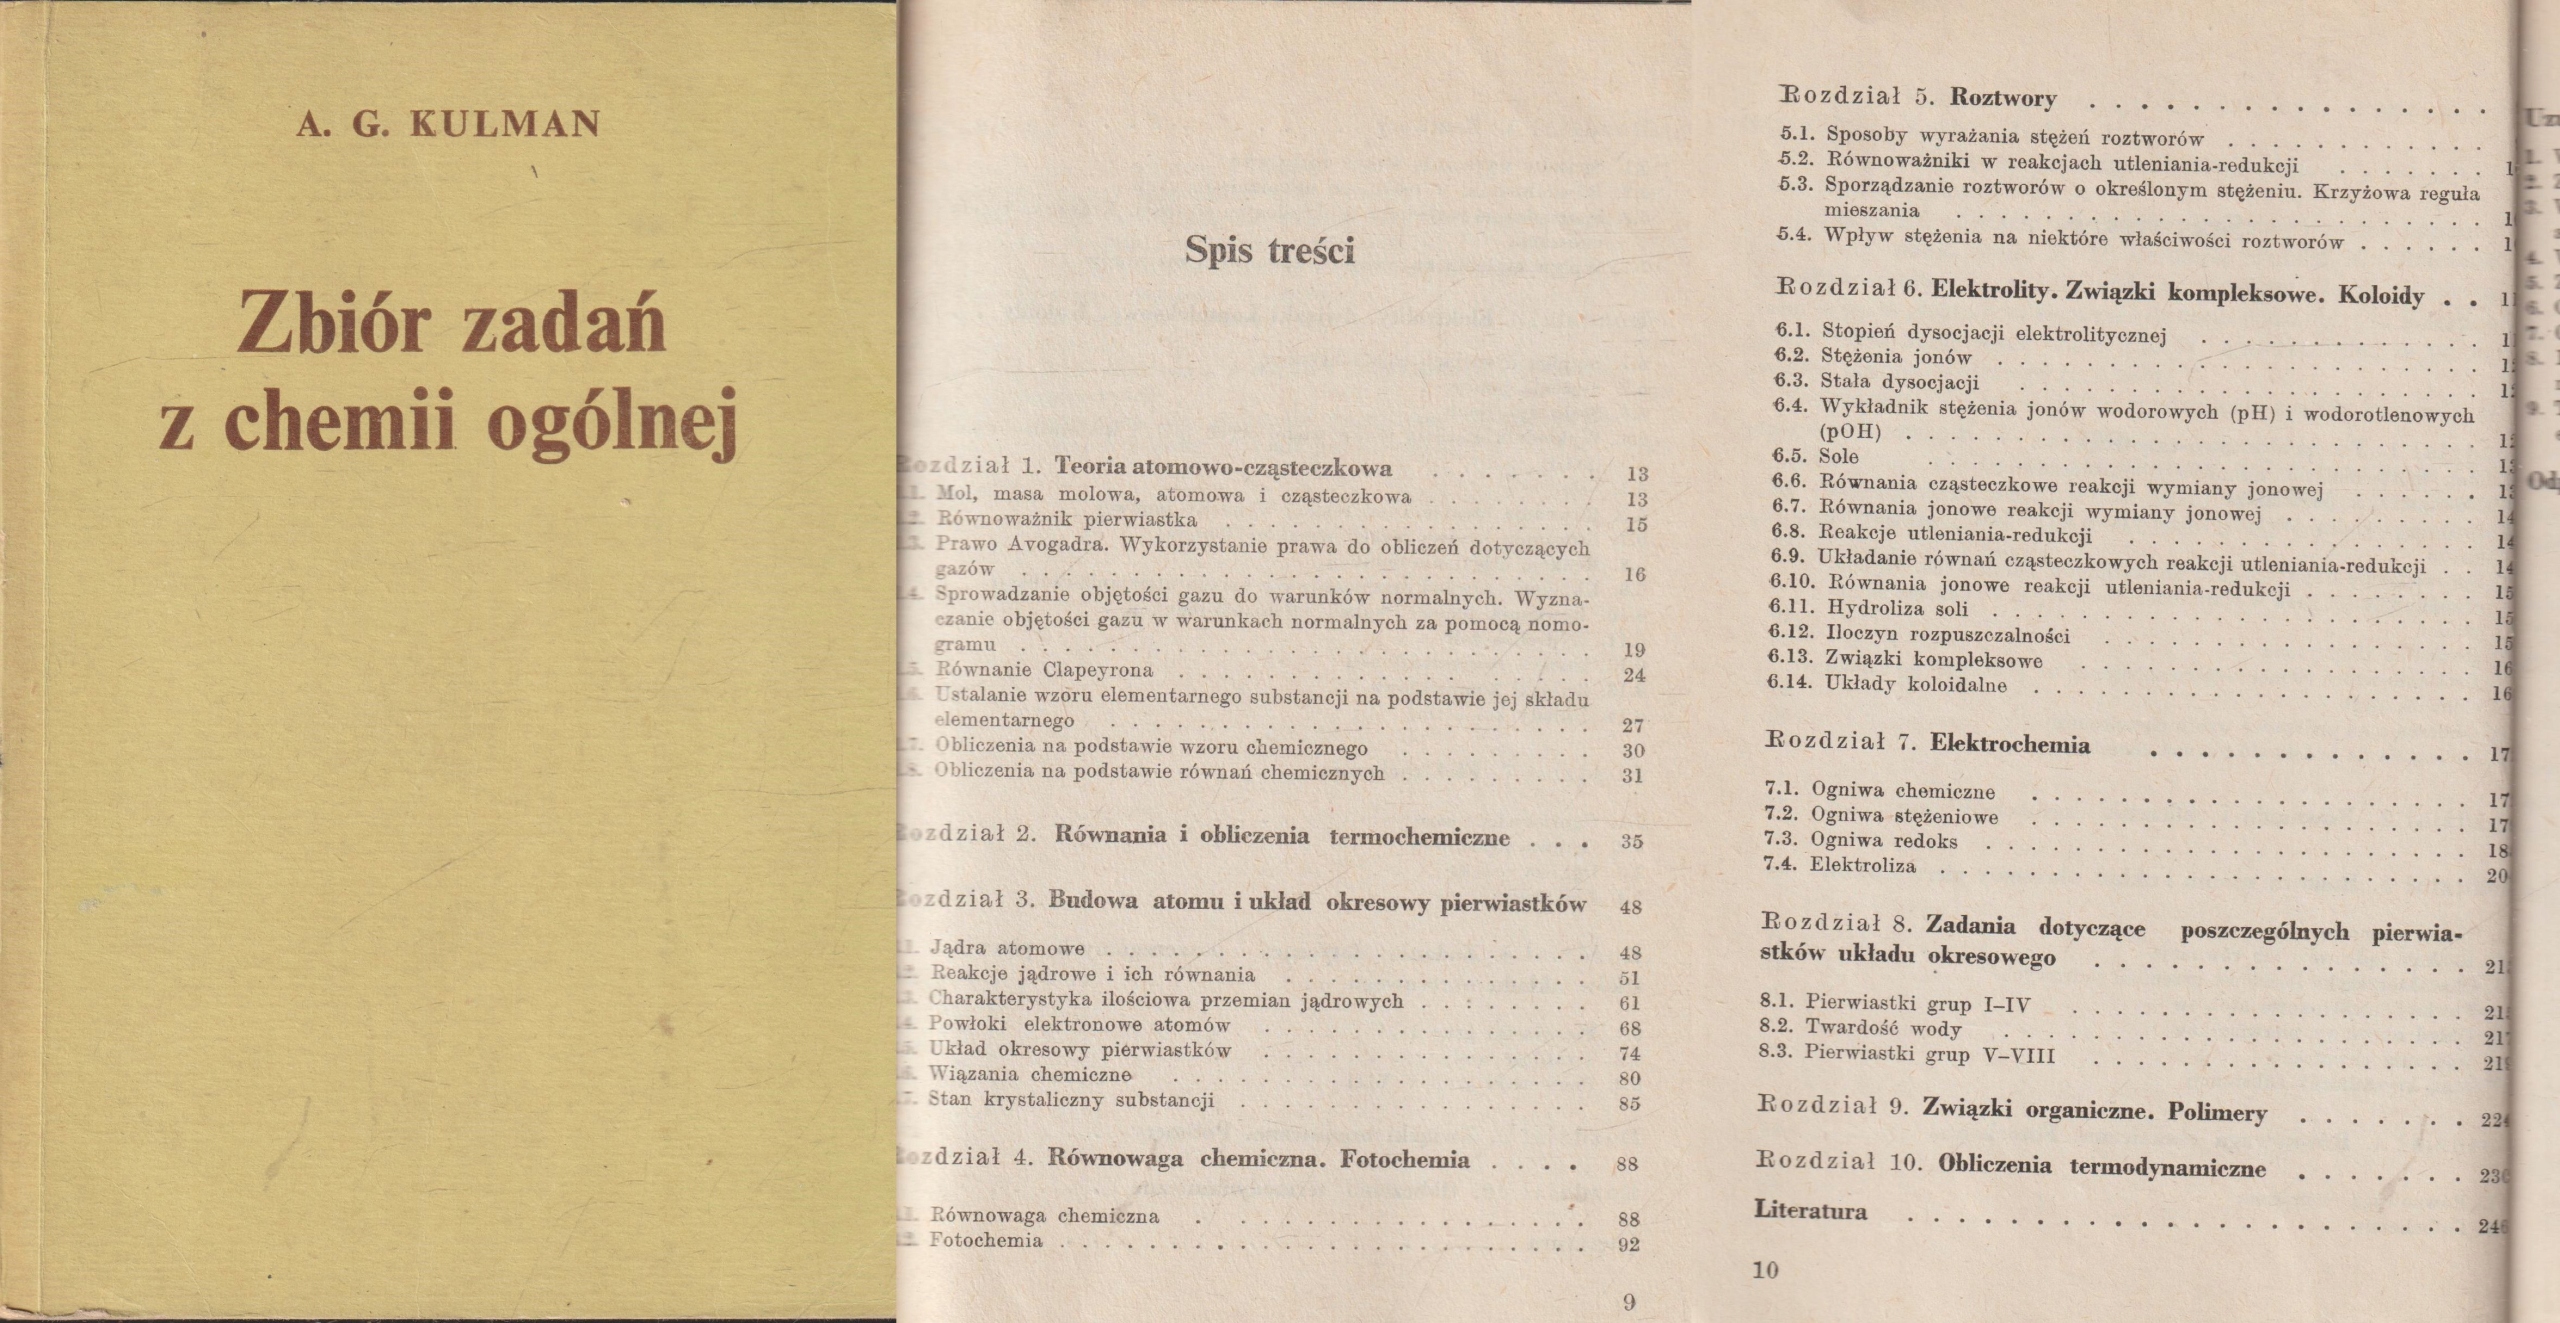 A. G. KULMAN
Zbiór zadań
z chemii ogólnej
Spis treści
Rozdział 1. Teoria atomowo-cząsteczkowa . . . . . . . 13
Mol, masa molowa, atomowa i cząsteczkowa . . . . . . . 13
Równoważnik pierwiastka . . . . . . . . . . . . . . . . 15
Prawo Avogadra. Wykorzystanie prawa do obliczeń dotyczących
gazów . . . . . . . . . . . . . . . . . . . . . . . . 16
Sprowadzanie objętości gazu do warunków normalnych. Wyzna-
czanie objętości gazu w warunkach normalnych za pomocą nomo-
gramu . . . . . . . . . . . . . . . . . . . . . . . . 19
Równanie Clapeyrona . . . . . . . . . . . . . . . . . 24
Ustalanie wzoru elementarnego substancji na podstawie jej składu
elementarnego . . . . . . . . . . . . . . . . . . . . 27
Obliczenia na podstawie wzoru chemicznego . . . . . . . . 30
Obliczenia na podstawie równań chemicznych . . . . . . . . 31
Rozdział 2. Równania i obliczenia termochemiczne . . . 35
Rozdział 3. Budowa atomu i układ okresowy pierwiastków 48
Jądra atomowe . . . . . . . . . . . . . . . . . . . . 48
Reakcje jądrowe i ich równania . . . . . . . . . . . . . 51
Charakterystyka ilościowa przemian jądrowych . . . . . . . 61
Powłoki elektronowe atomów . . . . . . . . . . . . . . 68
Układ okresowy pierwiastków . . . . . . . . . . . . . . 74
Wiązania chemiczne . . . . . . . . . . . . . . . . . . 80
Stan krystaliczny substancji . . . . . . . . . . . . . . 85
Rozdział 4. Równowaga chemiczna. Fotochemia . . . . 88
Równowaga chemiczna . . . . . . . . . . . . . . . . . 88
Fotochemia . . . . . . . . . . . . . . . . . . . . . . 92
9
Rozdział 5. Roztwory . . . . . . . . . . . . . . . .
5.1. Sposoby wyrażania stężeń roztworów . . . . . . . . . . . .
5.2. Równoważniki w reakcjach utleniania-redukcji . . . . . . .
5.3. Sporządzanie roztworów o określonym stężeniu. Krzyżowa reguła
mieszania . . . . . . . . . . . . . . . . . . . . . . . .
5.4. Wpływ stężenia na niektóre właściwości roztworów . . . . . .
Rozdział 6. Elektrolity. Związki kompleksowe. Koloidy . .
6.1. Stopień dysocjacji elektrolitycznej . . . . . . . . . . . .
6.2. Stężenia jonów . . . . . . . . . . . . . . . . . . . . . .
6.3. Stała dysocjacji . . . . . . . . . . . . . . . . . . . . .
6.4. Wykładnik stężenia jonów wodorowych (pH) i wodorotlenowych
(pOH) . . . . . . . . . . . . . . . . . . . . . . . . . .
6.5. Sole . . . . . . . . . . . . . . . . . . . . . . . . .
6.6. Równania cząsteczkowe reakcji wymiany jonowej . . . . . .
6.7. Równania jonowe reakcji wymiany jonowej . . . . . . . . .
6.8. Reakcje utleniania-redukcji . . . . . . . . . . . . . . .
6.9. Układanie równań cząsteczkowych reakcji utleniania-redukcji . .
6.10. Równania jonowe reakcji utleniania-redukcji . . . . . . . .
6.11. Hydroliza soli . . . . . . . . . . . . . . . . . . . . . .
6.12. Iloczyn rozpuszczalności . . . . . . . . . . . . . . . . .
6.13. Związki kompleksowe . . . . . . . . . . . . . . . . . .
6.14. Układy koloidalne . . . . . . . . . . . . . . . . . . . .
Rozdział 7. Elektrochemia . . . . . . . . . . . . .
7.1. Ogniwa chemiczne . . . . . . . . . . . . . . . . . . . .
7.2. Ogniwa stężeniowe . . . . . . . . . . . . . . . . . . . .
7.3. Ogniwa redoks . . . . . . . . . . . . . . . . . . . . . .
7.4. Elektroliza . . . . . . . . . . . . . . . . . . . . . . . .
Rozdział 8. Zadania dotyczące poszczególnych pierwia-
stków układu okresowego . . . . . . . . . . . . . . .
8.1. Pierwiastki grup I–IV . . . . . . . . . . . . . . . . . .
8.2. Twardość wody . . . . . . . . . . . . . . . . . . . . .
8.3. Pierwiastki grup V–VIII . . . . . . . . . . . . . . . . .
Rozdział 9. Związki organiczne. Polimery . . . . . . .
Rozdział 10. Obliczenia termodynamiczne . . . . . . .
Literatura . . . . . . . . . . . . . . . . . . . . . .
10